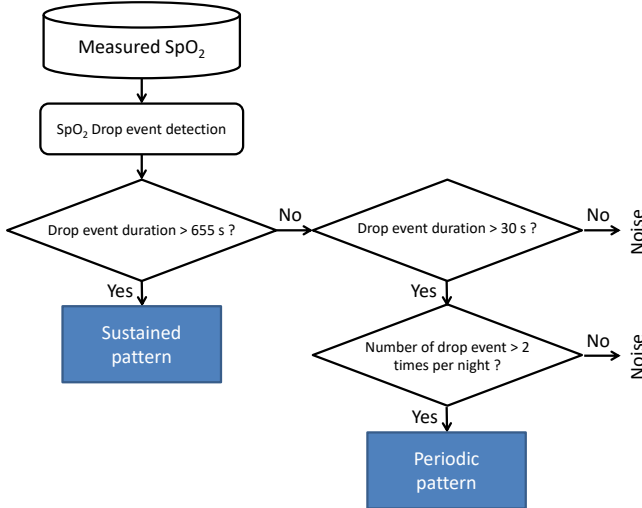 Measured SpO₂
SpO₂ Drop event detection
Drop event duration > 655 s ?
No
Drop event duration > 30 s ?
No
Noise
Yes
Yes
Sustained
pattern
Number of drop event > 2
times per night ?
No
Noise
Yes
Periodic
pattern